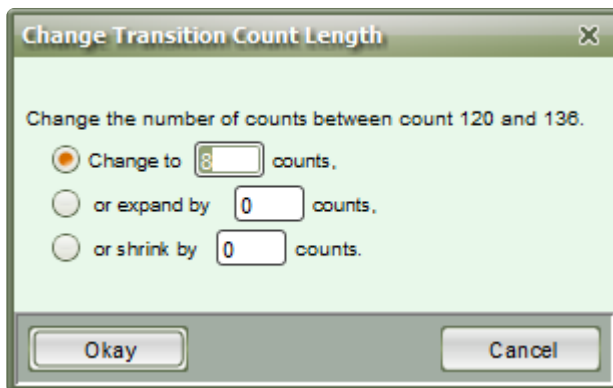 Change Transition Count Length
Change the number of counts between count 120 and 136.
Change to 8 counts,
or expand by 0 counts,
or shrink by 0 counts.
Okay Cancel